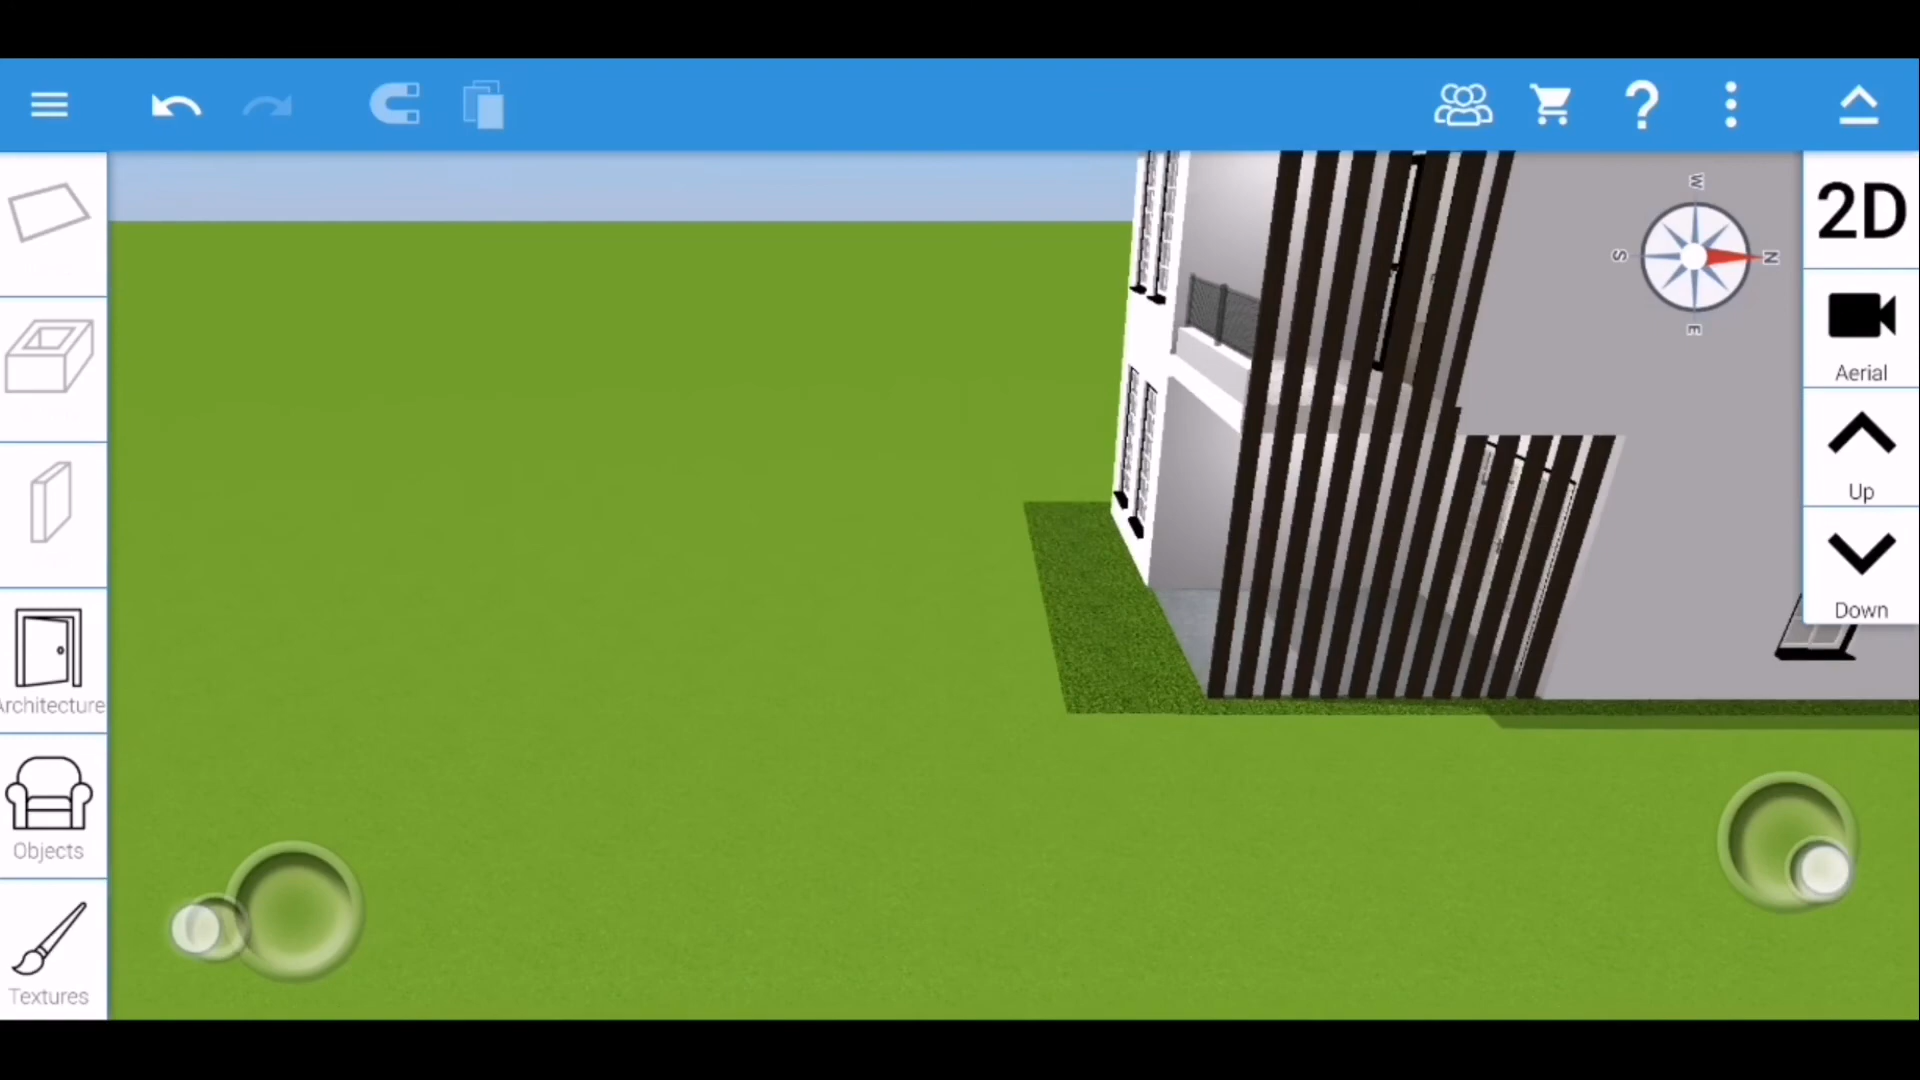 2D
W
S
N
E
Aerial
Up
Down
Architecture
Objects
Textures